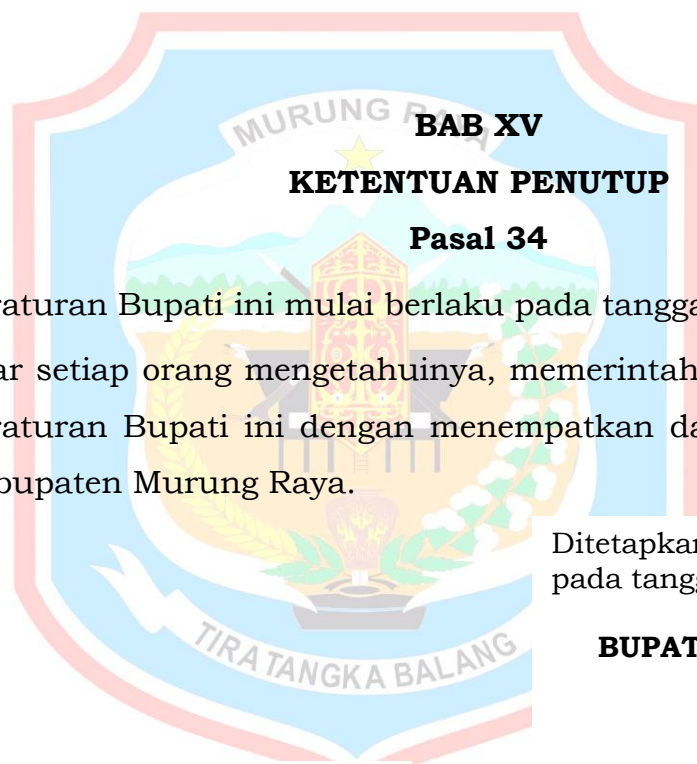 MURUNG RAYA
BAB XV
KETENTUAN PENUTUP
Pasal 34
raturan Bupati ini mulai berlaku pada tangga
ar setiap orang mengetahuinya, memerintah
raturan Bupati ini dengan menempatkan da
bupaten Murung Raya.
Ditetapkan
pada tangg
BUPAT
TIRA TANGKA BALANG